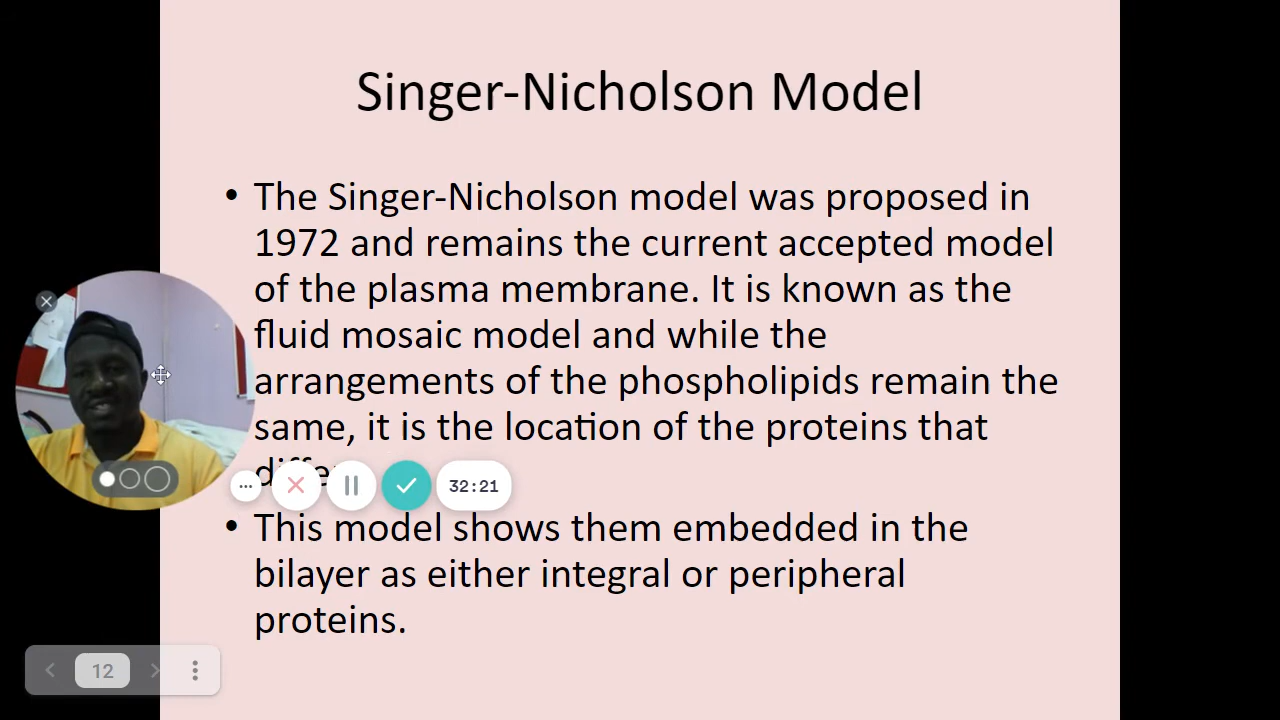 Singer-Nicholson Model
• The Singer-Nicholson model was proposed in
1972 and remains the current accepted model
of the plasma membrane. It is known as the
fluid mosaic model and while the
arrangements of the phospholipids remain the
same, it is the location of the proteins that
32:21
• This model shows them embedded in the
bilayer as either integral or peripheral
proteins.
12